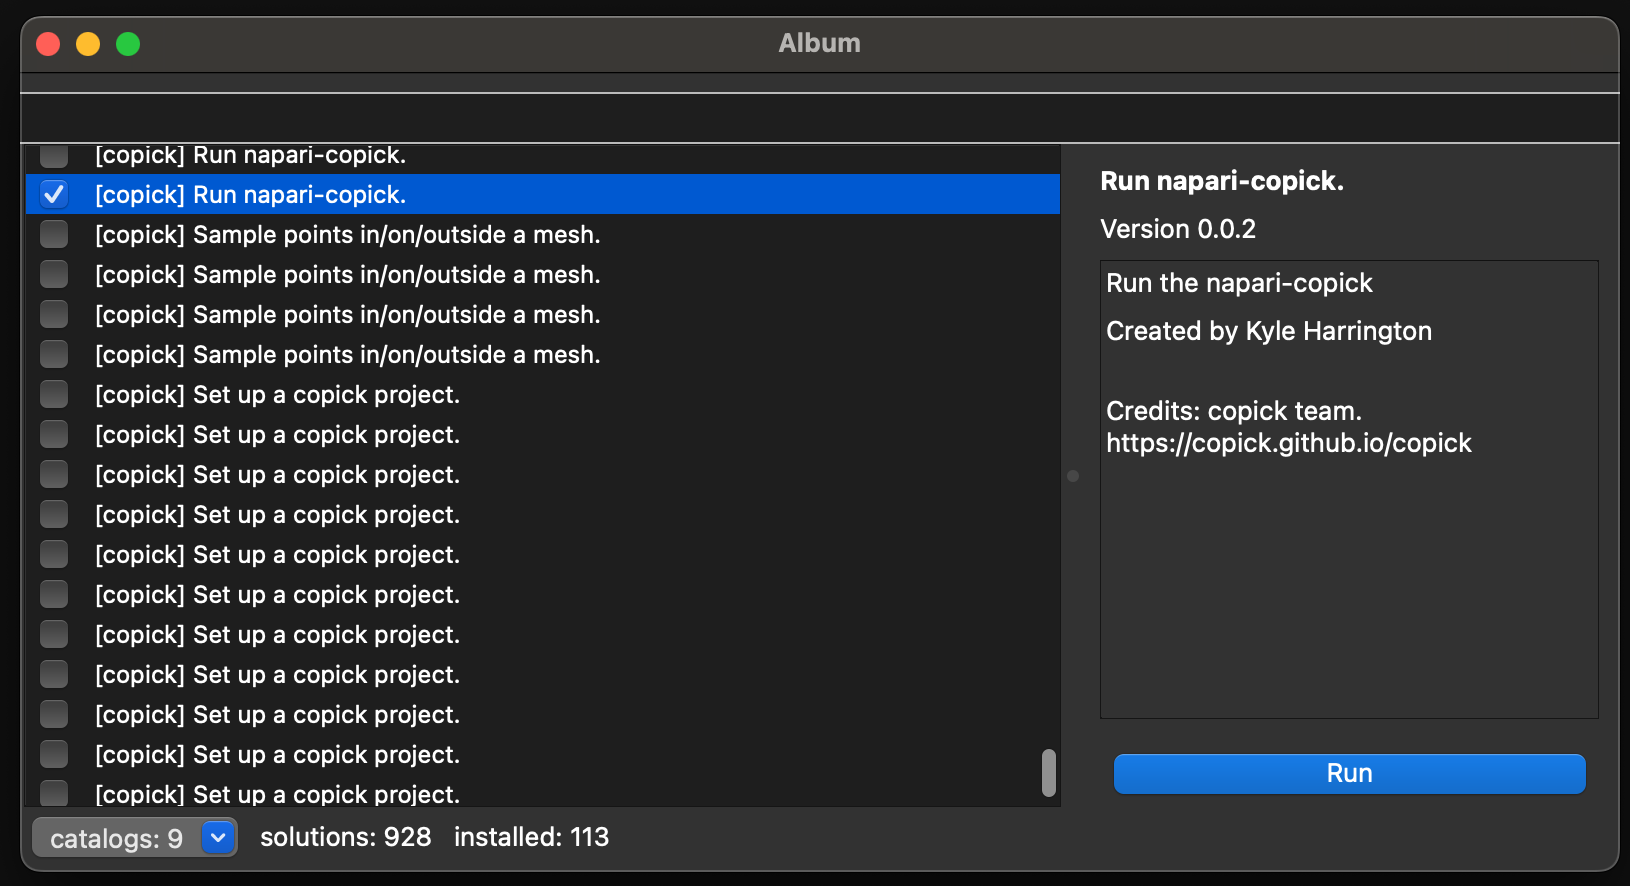 Album
[copick] Run napari-copick.
[copick] Run napari-copick.
[copick] Sample points in/on/outside a mesh.
[copick] Sample points in/on/outside a mesh.
[copick] Sample points in/on/outside a mesh.
[copick] Sample points in/on/outside a mesh.
[copick] Set up a copick project.
[copick] Set up a copick project.
[copick] Set up a copick project.
[copick] Set up a copick project.
[copick] Set up a copick project.
[copick] Set up a copick project.
[copick] Set up a copick project.
[copick] Set up a copick project.
[copick] Set up a copick project.
[copick] Set up a copick project.
[copick] Set up a copick project.
Run napari-copick.
Version 0.0.2
Run the napari-copick
Created by Kyle Harrington
Credits: copick team.
https://copick.github.io/copick
Run
catalogs: 9 solutions: 928 installed: 113